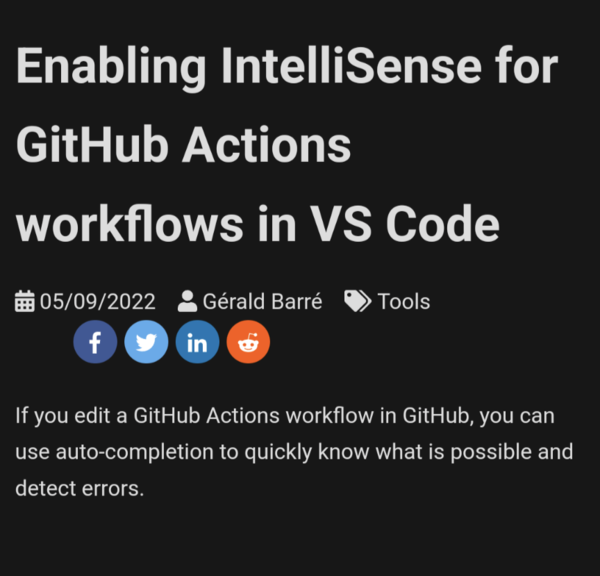 Enabling IntelliSense for
GitHub Actions
workflows in VS Code
05/09/2022 Gérald Barré Tools
If you edit a GitHub Actions workflow in GitHub, you can
use auto-completion to quickly know what is possible and
detect errors.